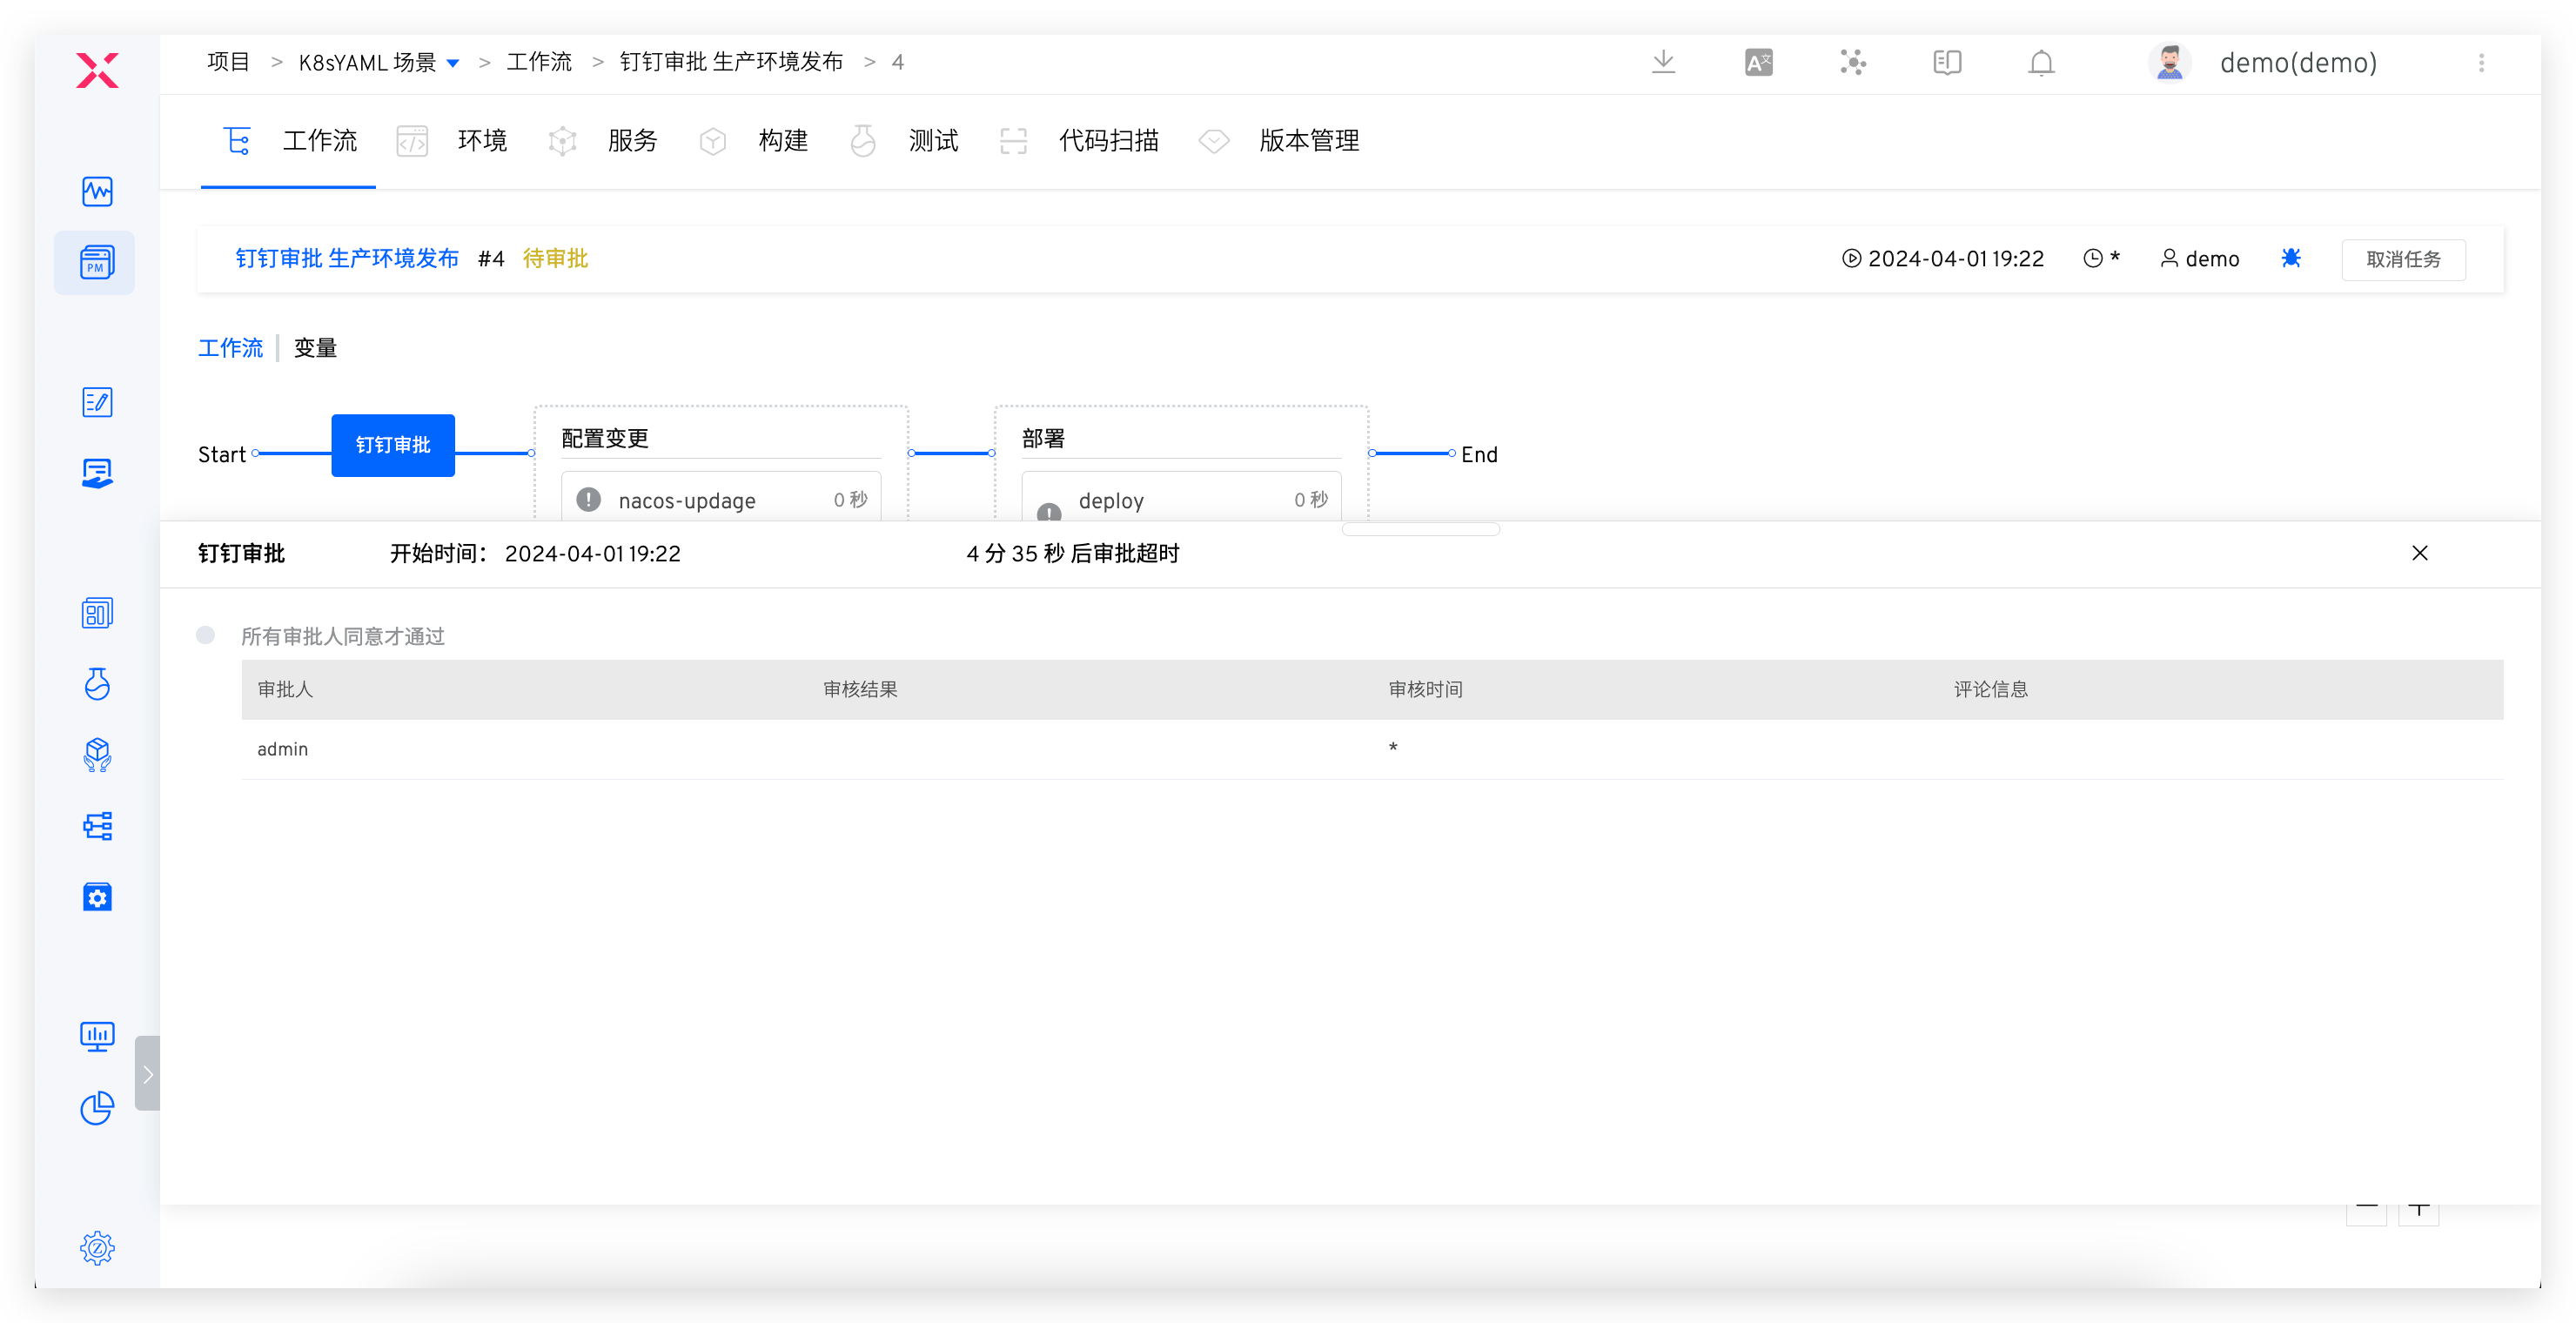 项目 > K8sYAML 场景 > 工作流 > 钉钉审批 生产环境发布 > 4
demo(demo)
工作流 环境 服务 构建 测试 代码扫描 版本管理
PM
钉钉审批 生产环境发布 #4 待审批 2024-04-01 19:22 * demo 取消任务
工作流 变量
Start 钉钉审批 End
配置变更
nacos-updage 0 秒
部署
deploy 0 秒
钉钉审批 开始时间： 2024-04-01 19:22 4 分 35 秒 后审批超时
所有审批人同意才通过
审批人 审核结果 审核时间 评论信息
admin *